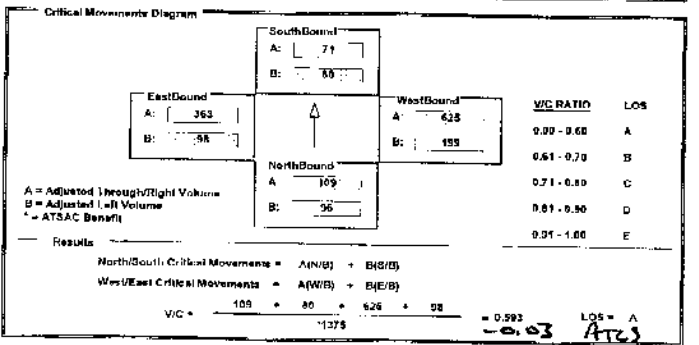 Critical Movements Diagram
SouthBound
A: 71
B: 80
EastBound
A: 363
B: 98
WestBound
A: 625
B: 199
V/C RATIO LOS
0.00 - 0.60 A
0.61 - 0.70 B
0.71 - 0.80 C
0.81 - 0.90 D
0.91 - 1.00 E
NorthBound
A: 109
B: 96
A = Adjusted Through/Right Volume
B = Adjusted Left Volume
* = ATSAC Benefit
Results
North/South Critical Movements = A(N/B) + B(S/B)
West/East Critical Movements = A(W/B) + B(E/B)
V/C = 109 + 80 + 626 + 98 = 0.593 LOS = A
*1375
-0.03 ATCS